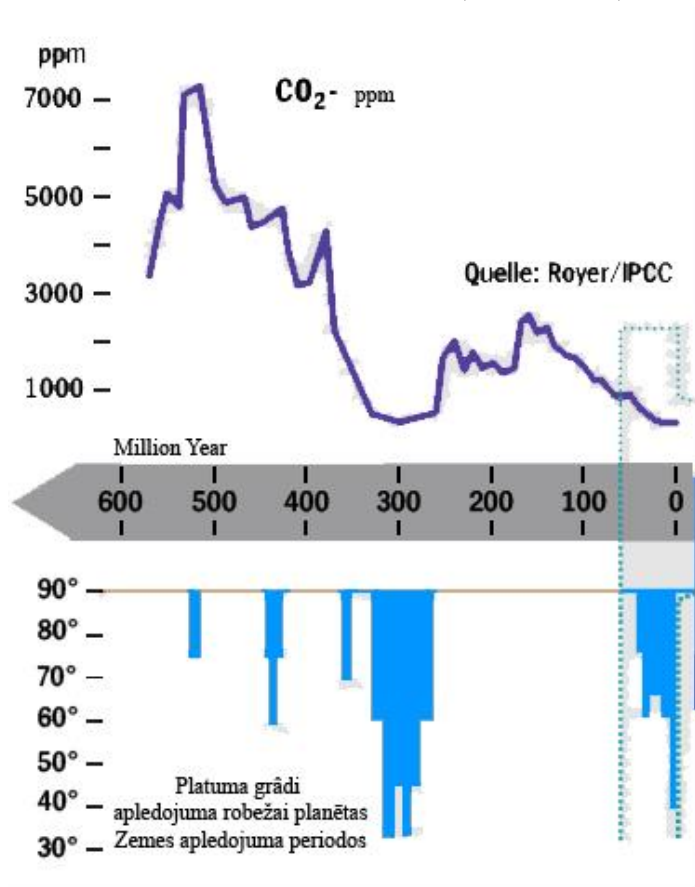 ppm
CO₂- ppm
7000
5000
Quelle: Royer/IPCC
3000
1000
Million Year
600 500 400 300 200 100 0
90°
80°
70°
60°
50°
40°
30°
Platuma grâdi
apledojuma robežai planētas
Zemes apledojuma periodos